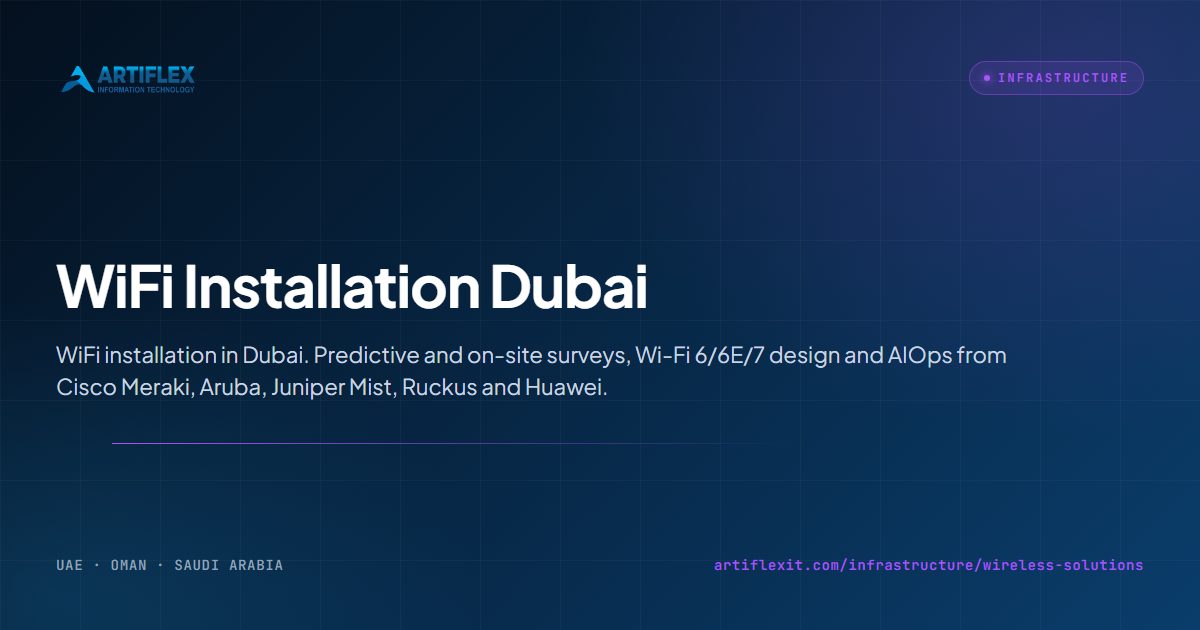 ARTIFLEX
INFORMATION TECHNOLOGY
INFRASTRUCTURE
WiFi Installation Dubai
WiFi installation in Dubai. Predictive and on-site surveys, Wi-Fi 6/6E/7 design and AIOps from
Cisco Meraki, Aruba, Juniper Mist, Ruckus and Huawei.
UAE · OMAN · SAUDI ARABIA
artiflexit.com/infrastructure/wireless-solutions